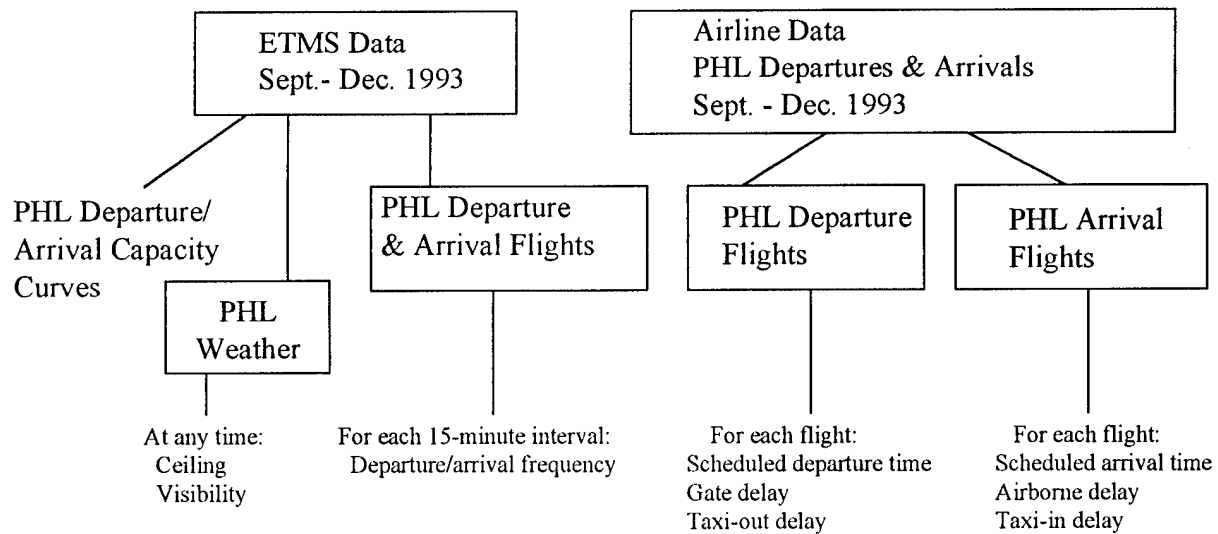 ETMS Data
Sept.- Dec. 1993
Airline Data
PHL Departures & Arrivals
Sept. - Dec. 1993
PHL Departure/
Arrival Capacity
Curves
PHL
Weather
PHL Departure
& Arrival Flights
PHL Departure
Flights
PHL Arrival
Flights
At any time:
Ceiling
Visibility
For each 15-minute interval:
Departure/arrival frequency
For each flight:
Scheduled departure time
Gate delay
Taxi-out delay
For each flight:
Scheduled arrival time
Airborne delay
Taxi-in delay